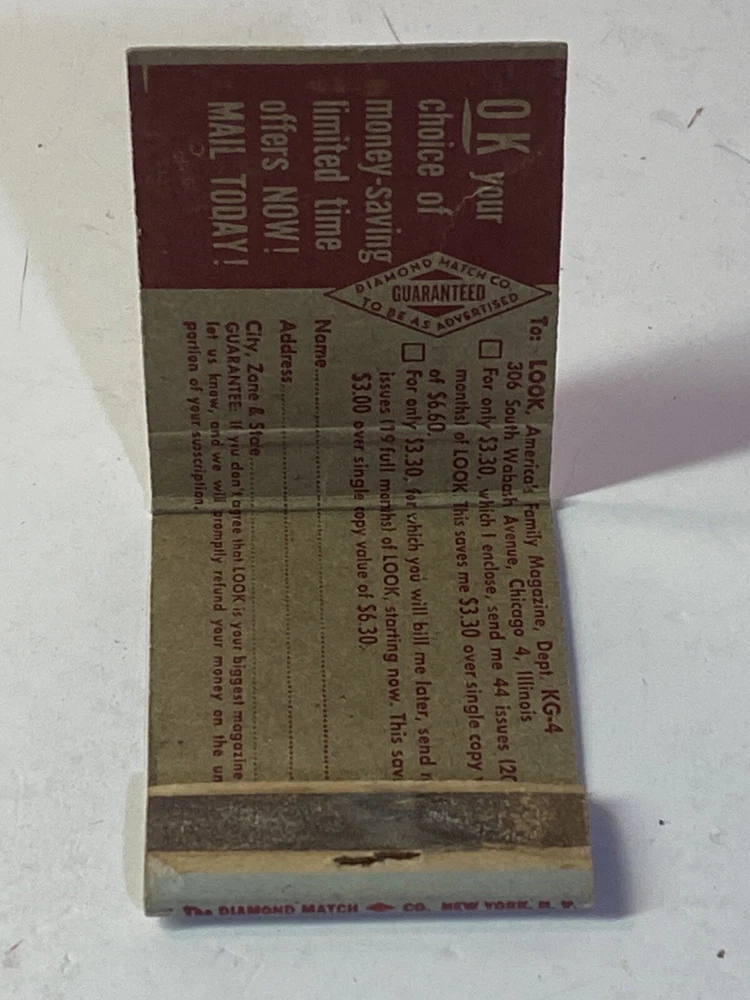 OK your
choice of
money-saving
limited time
offers NOW!
MAIL TODAY!
DIAMOND MATCH CO.
GUARANTEED
TO BE AS ADVERTISED
To: LOOK, America's Family Magazine, Dept. KG-4
306 South Wabash Avenue, Chicago 4, Illinois
For only $3.30, which I enclose, send me 44 issues (20
months) of LOOK. This saves me $3.30 over single copy
of $6.60.
For only $3.30, for which you will bill me later, send
issues (19 full months) of LOOK, starting now. This
$3.00 over single copy value of $6.30.
Name
Address
City, Zone & State
GUARANTEE: If you don't agree that LOOK is your biggest magazine
let us know, and we will promptly refund your money on the
portion of your subscription.
The DIAMOND MATCH CO. NEW YORK, N. Y.